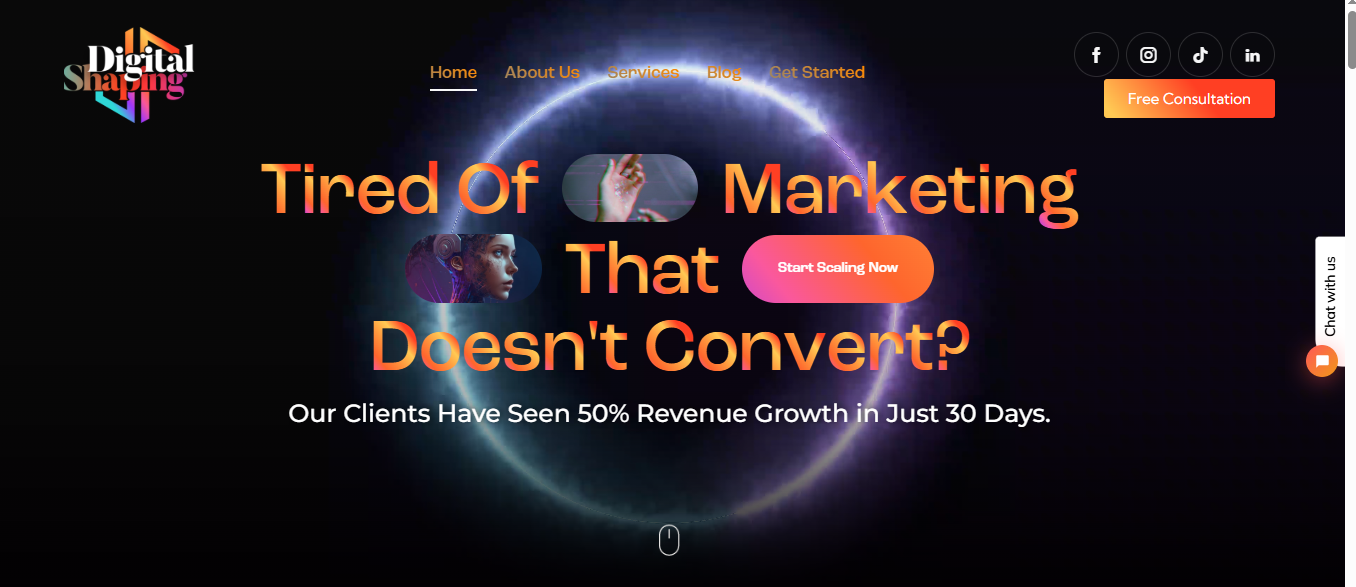 Digital
Shaping
Home About Us Services Blog Get Started
Free Consultation
Tired Of Marketing
That Start Scaling Now
Doesn't Convert?
Our Clients Have Seen 50% Revenue Growth in Just 30 Days.
Chat with us